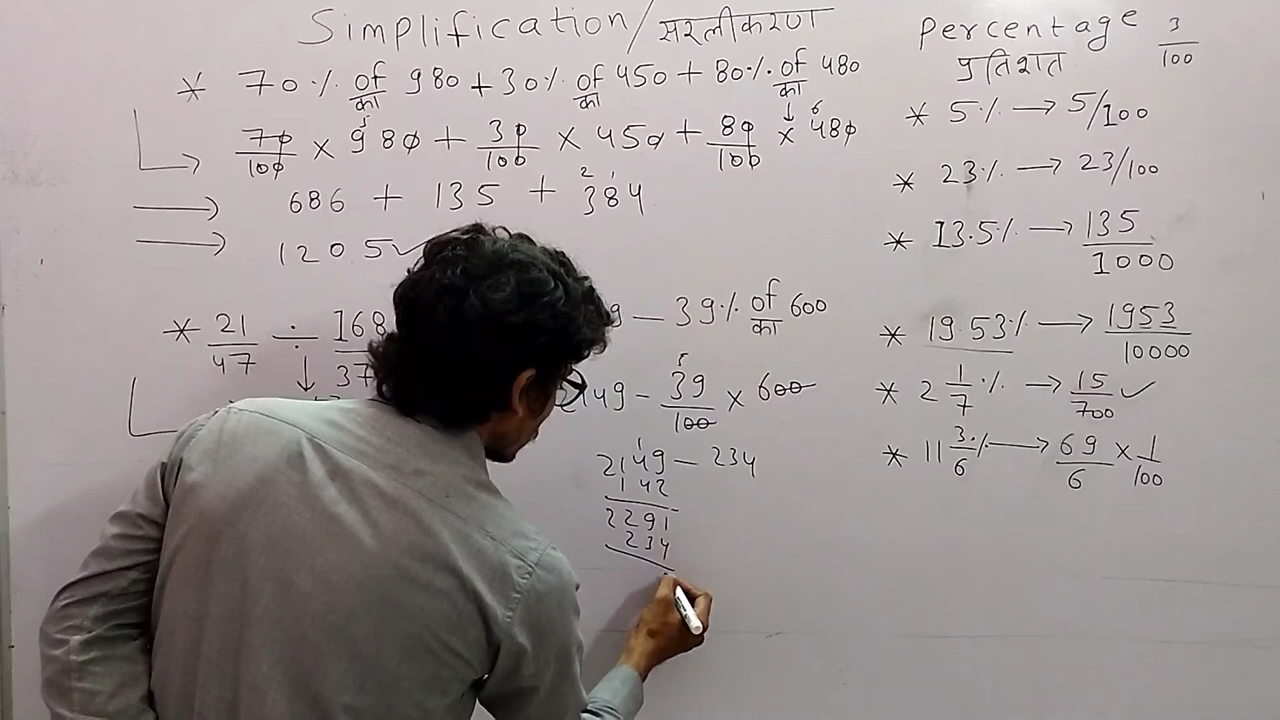 Simplification/सरलीकरण
* 70% of का 980 + 30% of का 450 + 80% of का 480
70/100 × 980 + 30/100 × 450 + 80/100 × 480
686 + 135 + 384
1205 ✓
* 21/47 ÷ 168 37 9 — 39% of का 600
2149 — 39/100 × 600
2149 — 234
142
2291
234
Percentage 3/100
प्रतिशत
* 5% → 5/100
* 23% → 23/100
* 13.5% → 135/1000
* 19.53% → 1953/10000
* 2 1/7 % → 15/700 ✓
* 11 3/6 % → 69/6 × 1/100